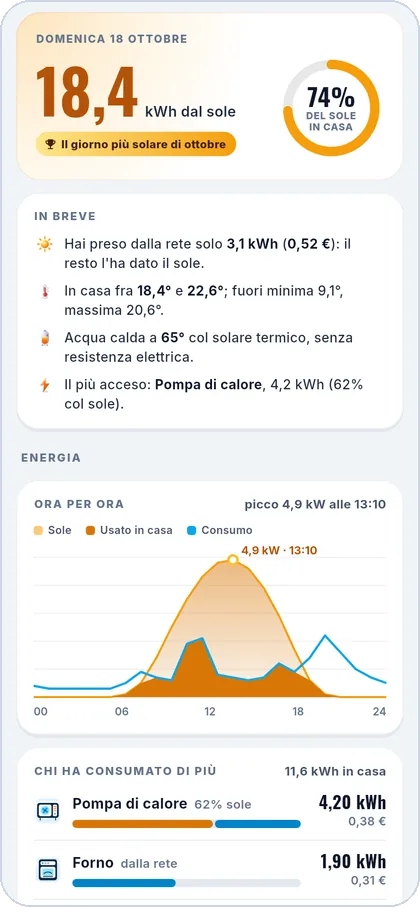 DOMENICA 18 OTTOBRE
18,4 kWh dal sole
Il giorno più solare di ottobre
74%
DEL SOLE
IN CASA
IN BREVE
Hai preso dalla rete solo 3,1 kWh (0,52 €): il
resto l'ha dato il sole.
In casa fra 18,4° e 22,6°; fuori minima 9,1°,
massima 20,6°.
Acqua calda a 65° col solare termico, senza
resistenza elettrica.
Il più acceso: Pompa di calore, 4,2 kWh (62%
col sole).
ENERGIA
ORA PER ORA picco 4,9 kW alle 13:10
Sole Usato in casa Consumo
4,9 kW · 13:10
00 06 12 18 24
CHI HA CONSUMATO DI PIÙ 11,6 kWh in casa
Pompa di calore 62% sole 4,20 kWh
0,38 €
Forno dalla rete 1,90 kWh
0,31 €